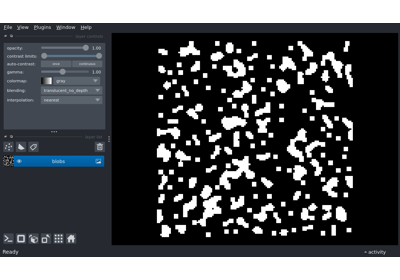 File View Plugins Window Help
opacity: 1.00
contrast limits:
auto-contrast: once continuous
gamma: 1.00
colormap: gray
blending: translucent_no_depth
interpolation: nearest
blobs
Ready
activity